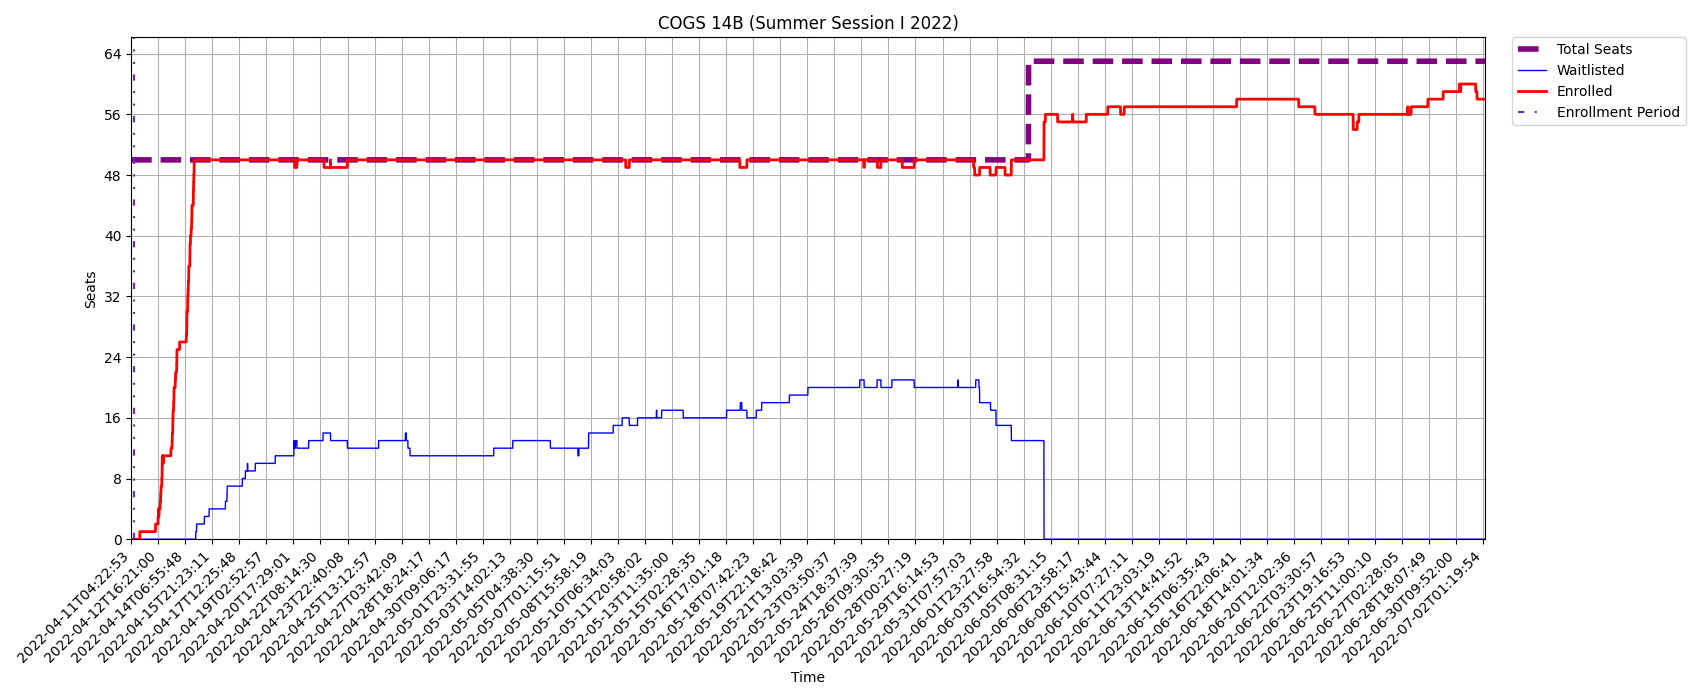 COGS 14B (Summer Session I 2022)
Total Seats
Waitlisted
Enrolled
Enrollment Period
Seats
64
56
48
40
32
24
16
8
0
2022-04-11T04:22:53
2022-04-12T16:21:00
2022-04-14T06:55:48
2022-04-15T21:23:11
2022-04-17T12:25:48
2022-04-19T02:52:57
2022-04-20T17:29:01
2022-04-22T08:14:30
2022-04-23T22:40:08
2022-04-25T13:12:57
2022-04-27T03:42:09
2022-04-28T18:24:17
2022-04-30T09:06:17
2022-05-01T23:31:55
2022-05-03T14:02:13
2022-05-05T04:38:30
2022-05-07T01:15:51
2022-05-08T15:58:19
2022-05-10T06:34:03
2022-05-11T20:58:02
2022-05-13T11:35:00
2022-05-15T02:28:35
2022-05-16T17:01:18
2022-05-18T07:42:23
2022-05-19T22:18:42
2022-05-21T13:03:39
2022-05-23T03:50:37
2022-05-24T18:37:39
2022-05-26T09:30:35
2022-05-28T00:27:19
2022-05-29T16:14:53
2022-05-31T07:57:03
2022-06-01T23:27:58
2022-06-03T16:54:32
2022-06-05T08:31:15
2022-06-06T23:58:17
2022-06-08T15:43:44
2022-06-10T07:27:11
2022-06-11T23:03:19
2022-06-13T14:41:52
2022-06-15T06:35:43
2022-06-16T22:06:41
2022-06-18T14:01:34
2022-06-20T12:02:36
2022-06-22T03:30:57
2022-06-23T19:16:53
2022-06-25T11:00:10
2022-06-27T02:28:05
2022-06-28T18:07:49
2022-06-30T09:52:00
2022-07-02T01:19:54
Time